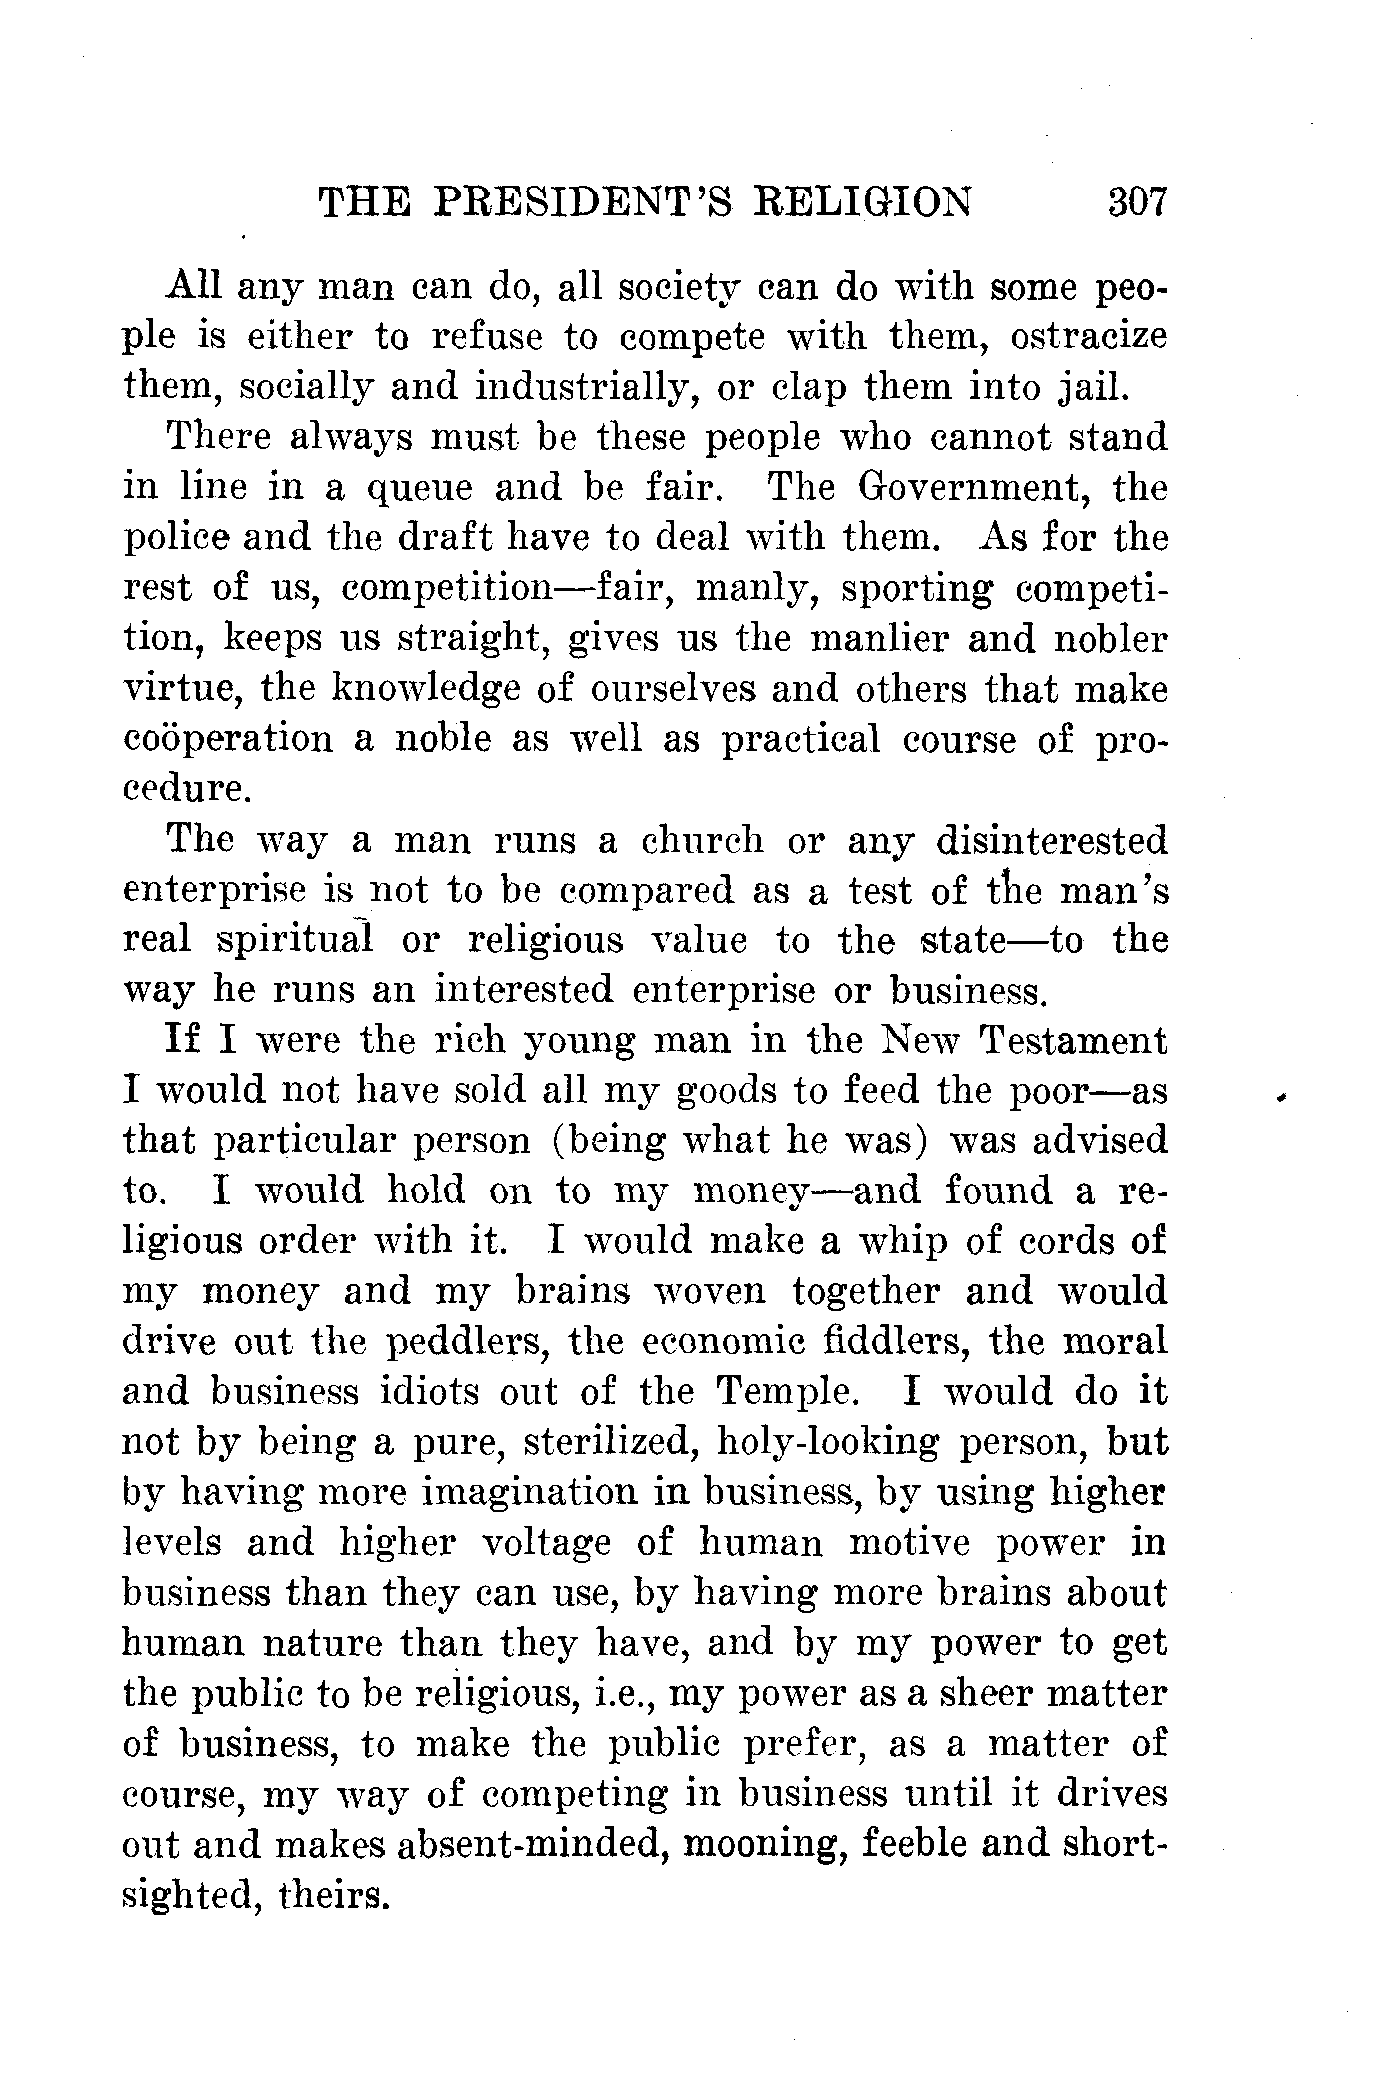 THE PRESIDENT'S RELIGION 307
All any man can do, all society can do with some peo-
ple is either to refuse to compete with them, ostracize
them, socially and industrially, or clap them into jail.
There always must be these people who cannot stand
in line in a queue and be fair. The Government, the
police and the draft have to deal with them. As for the
rest of us, competition—fair, manly, sporting competi-
tion, keeps us straight, gives us the manlier and nobler
virtue, the knowledge of ourselves and others that make
coöperation a noble as well as practical course of pro-
cedure.
The way a man runs a church or any disinterested
enterprise is not to be compared as a test of the man's
real spiritual or religious value to the state—to the
way he runs an interested enterprise or business.
If I were the rich young man in the New Testament
I would not have sold all my goods to feed the poor—as
that particular person (being what he was) was advised
to. I would hold on to my money—and found a re-
ligious order with it. I would make a whip of cords of
my money and my brains woven together and would
drive out the peddlers, the economic fiddlers, the moral
and business idiots out of the Temple. I would do it
not by being a pure, sterilized, holy-looking person, but
by having more imagination in business, by using higher
levels and higher voltage of human motive power in
business than they can use, by having more brains about
human nature than they have, and by my power to get
the public to be religious, i.e., my power as a sheer matter
of business, to make the public prefer, as a matter of
course, my way of competing in business until it drives
out and makes absent-minded, mooning, feeble and short-
sighted, theirs.